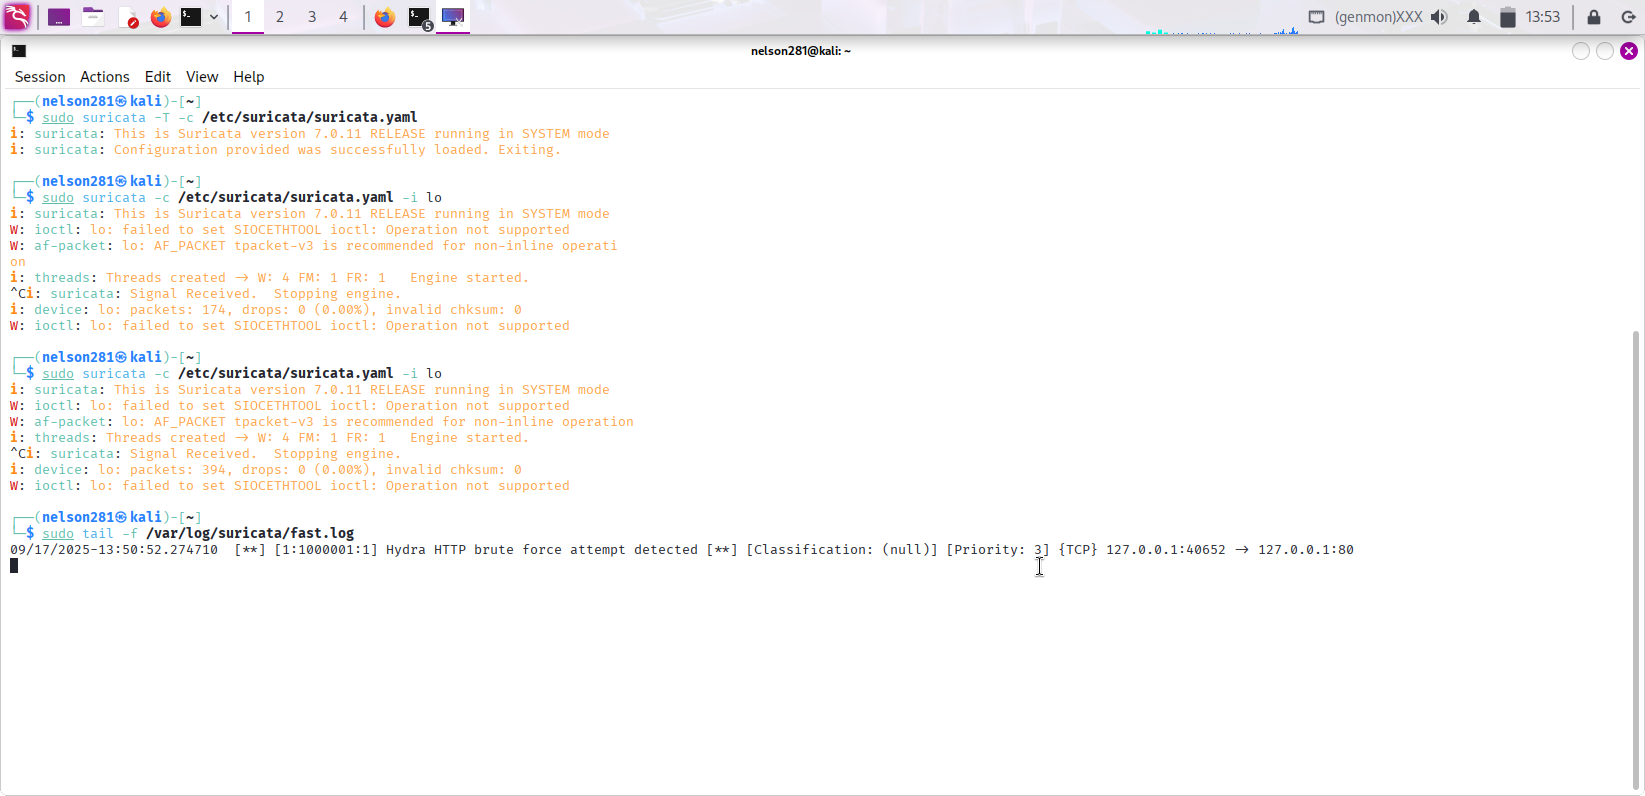 1 2 3 4 5 (genmon)XXX 13:53
nelson281@kali: ~
Session Actions Edit View Help
┌──(nelson281㉿kali)-[~]
└─$ sudo suricata -T -c /etc/suricata/suricata.yaml
i: suricata: This is Suricata version 7.0.11 RELEASE running in SYSTEM mode
i: suricata: Configuration provided was successfully loaded. Exiting.
┌──(nelson281㉿kali)-[~]
└─$ sudo suricata -c /etc/suricata/suricata.yaml -i lo
i: suricata: This is Suricata version 7.0.11 RELEASE running in SYSTEM mode
W: ioctl: lo: failed to set SIOCETHTOOL ioctl: Operation not supported
W: af-packet: lo: AF_PACKET tpacket-v3 is recommended for non-inline operati
on
i: threads: Threads created → W: 4 FM: 1 FR: 1   Engine started.
^Ci: suricata: Signal Received.  Stopping engine.
i: device: lo: packets: 174, drops: 0 (0.00%), invalid chksum: 0
W: ioctl: lo: failed to set SIOCETHTOOL ioctl: Operation not supported
┌──(nelson281㉿kali)-[~]
└─$ sudo suricata -c /etc/suricata/suricata.yaml -i lo
i: suricata: This is Suricata version 7.0.11 RELEASE running in SYSTEM mode
W: ioctl: lo: failed to set SIOCETHTOOL ioctl: Operation not supported
W: af-packet: lo: AF_PACKET tpacket-v3 is recommended for non-inline operation
i: threads: Threads created → W: 4 FM: 1 FR: 1   Engine started.
^Ci: suricata: Signal Received.  Stopping engine.
i: device: lo: packets: 394, drops: 0 (0.00%), invalid chksum: 0
W: ioctl: lo: failed to set SIOCETHTOOL ioctl: Operation not supported
┌──(nelson281㉿kali)-[~]
└─$ sudo tail -f /var/log/suricata/fast.log
09/17/2025-13:50:52.274710  [**] [1:1000001:1] Hydra HTTP brute force attempt detected [**] [Classification: (null)] [Priority: 3] {TCP} 127.0.0.1:40652 → 127.0.0.1:80